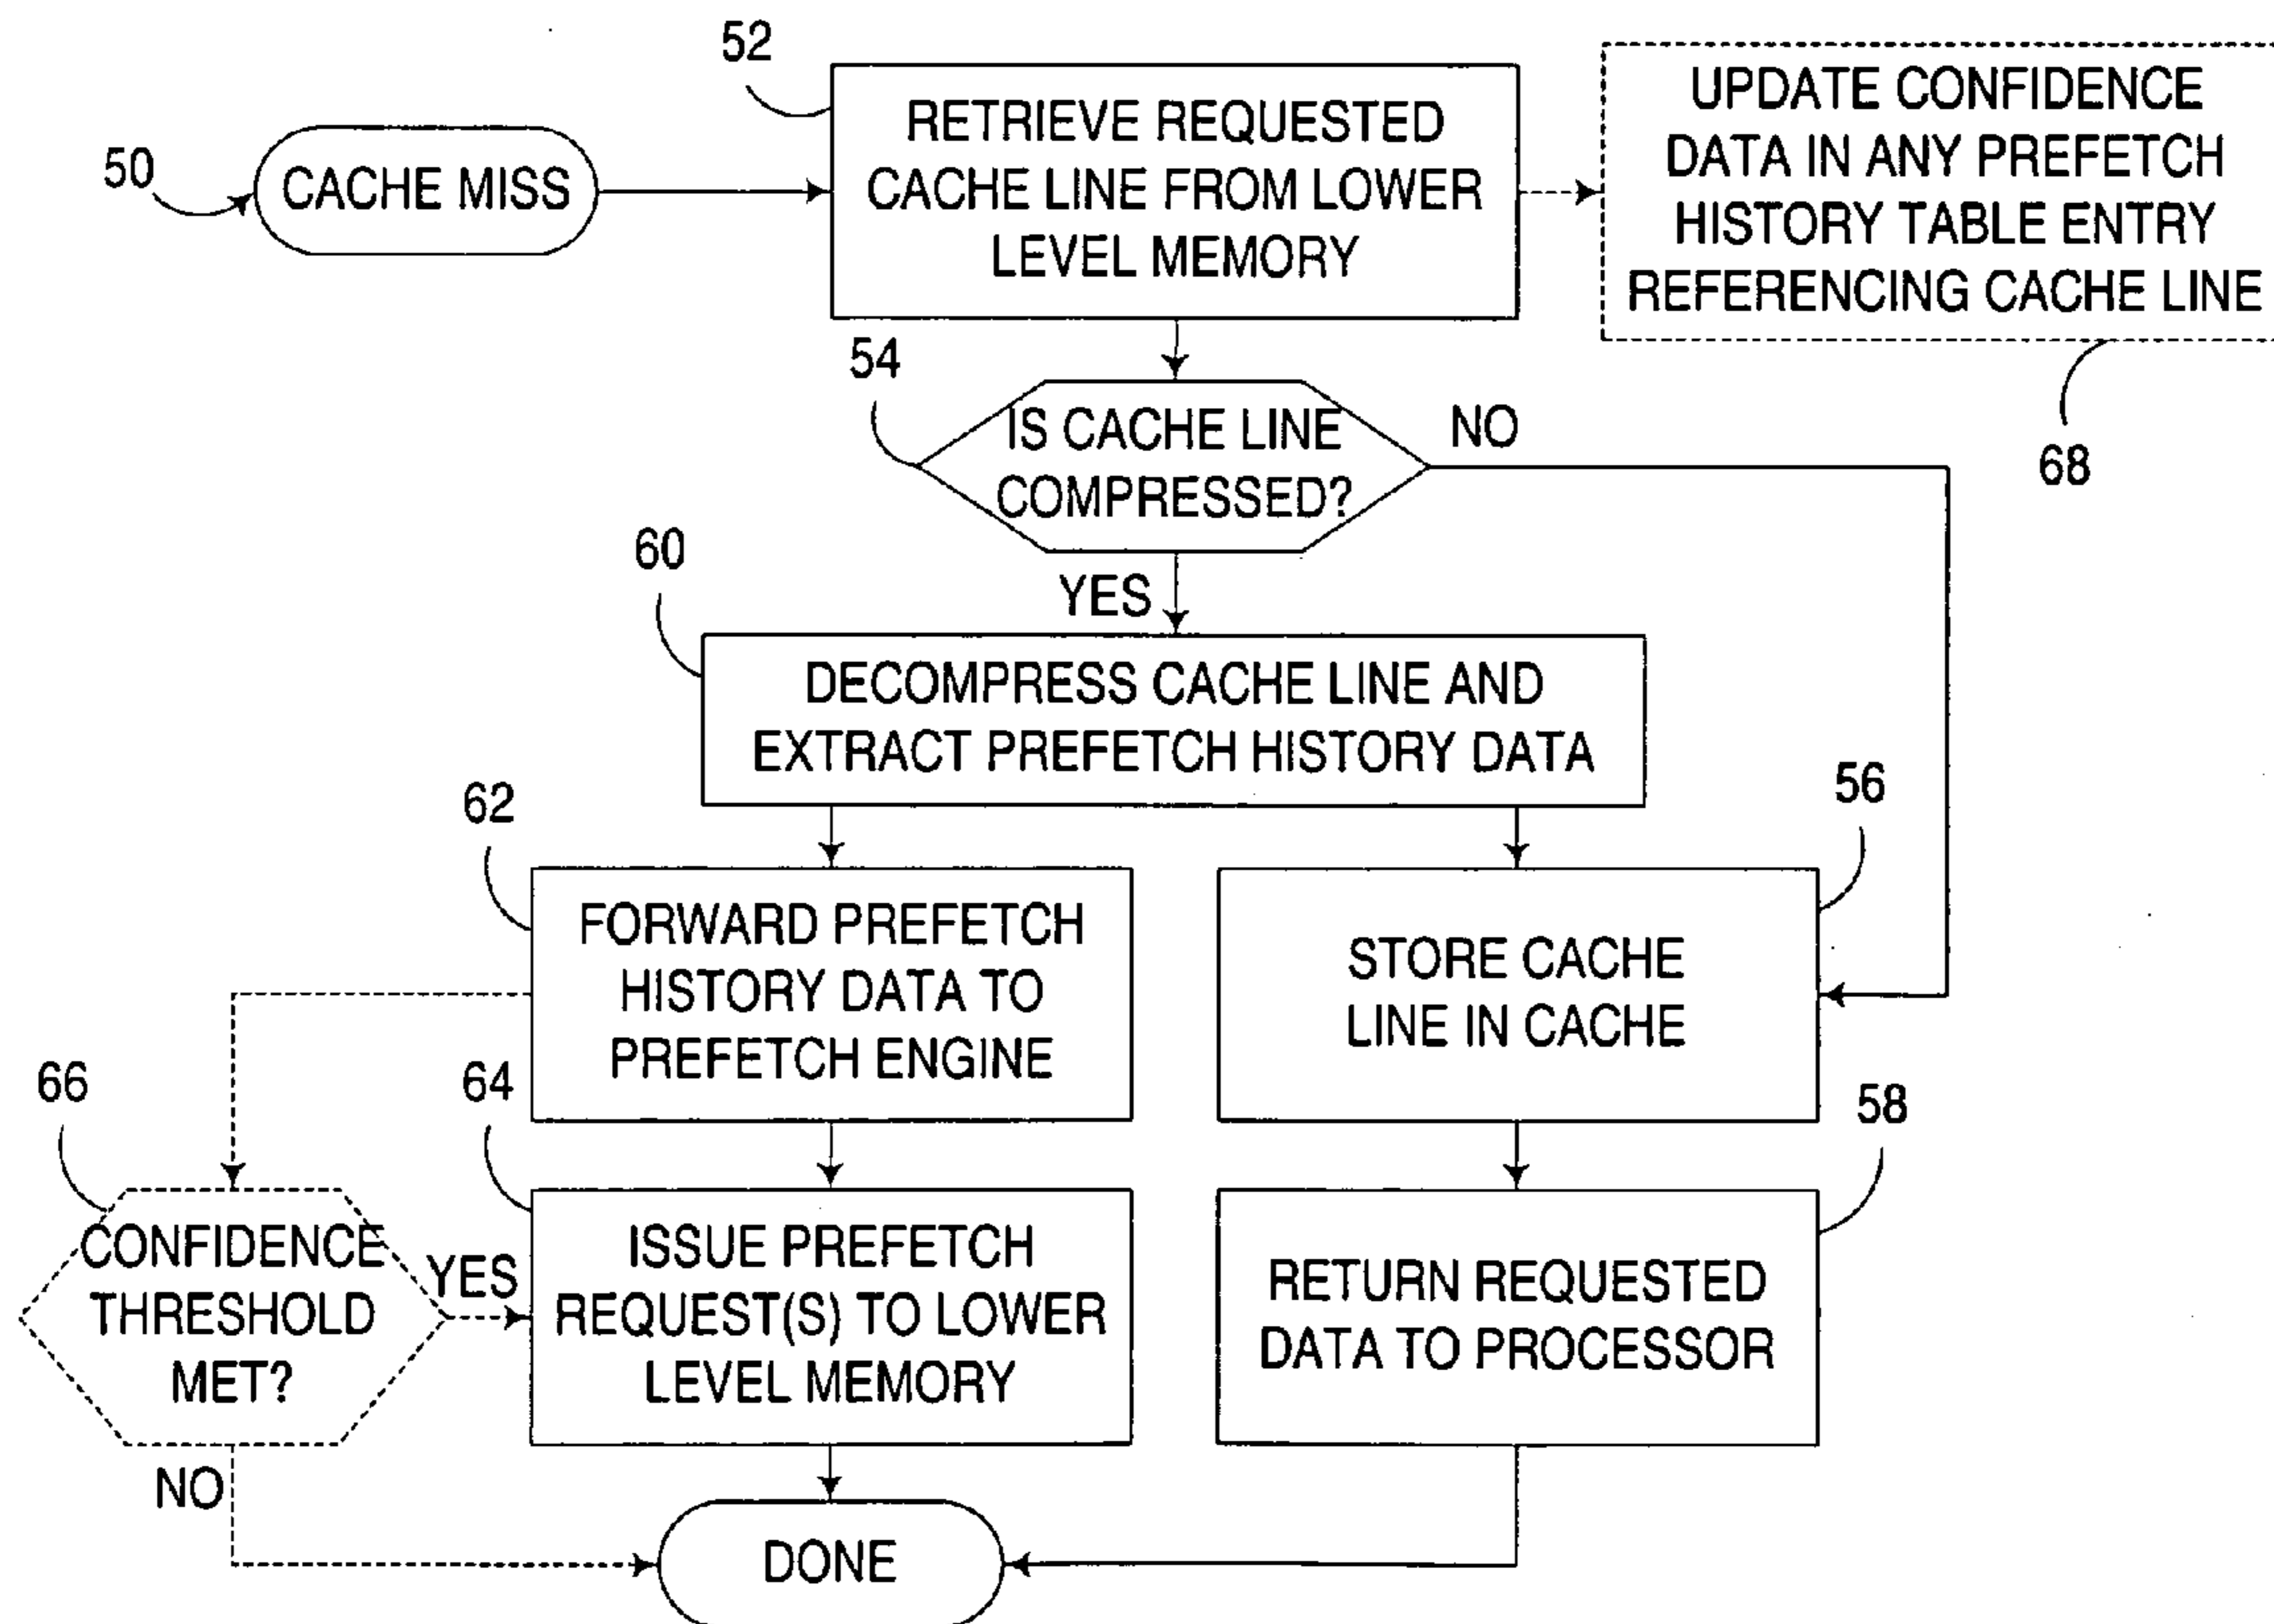 52
50
CACHE MISS
RETRIEVE REQUESTED
CACHE LINE FROM LOWER
LEVEL MEMORY
UPDATE CONFIDENCE
DATA IN ANY PREFETCH
HISTORY TABLE ENTRY
REFERENCING CACHE LINE
68
54
IS CACHE LINE
COMPRESSED?
NO
YES
60
DECOMPRESS CACHE LINE AND
EXTRACT PREFETCH HISTORY DATA
62
FORWARD PREFETCH
HISTORY DATA TO
PREFETCH ENGINE
56
STORE CACHE
LINE IN CACHE
66
CONFIDENCE
THRESHOLD
MET?
YES
NO
64
ISSUE PREFETCH
REQUEST(S) TO LOWER
LEVEL MEMORY
58
RETURN REQUESTED
DATA TO PROCESSOR
DONE